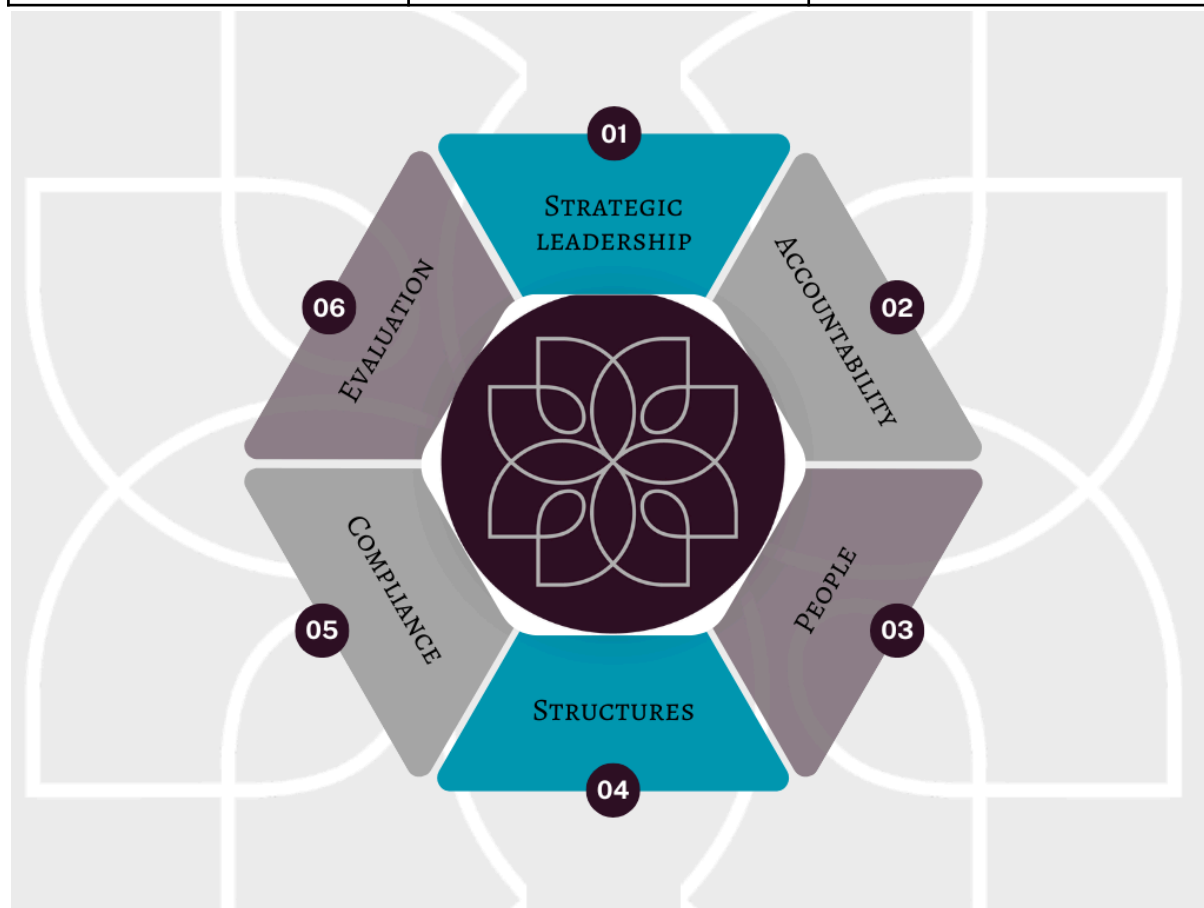 01
Strategic
leadership
02
Accountability
03
People
04
Structures
05
Compliance
06
Evaluation